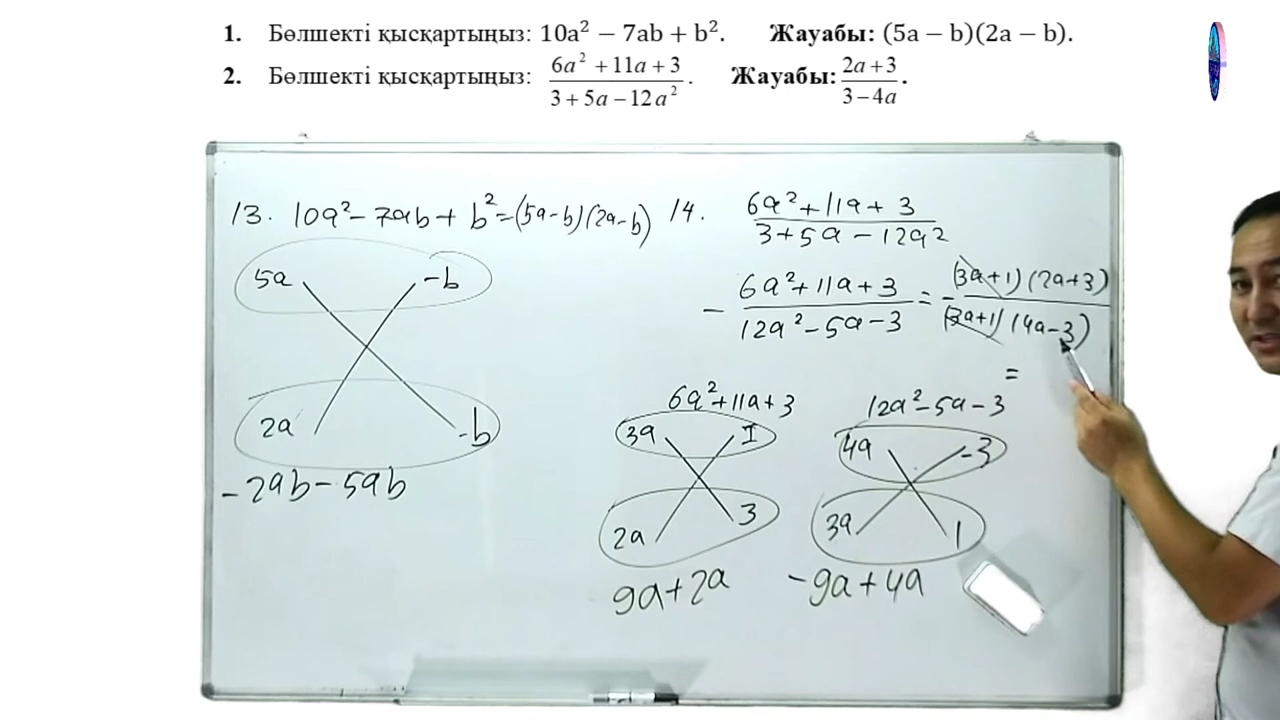 1. Бөлшекті қысқартыңыз: 10a² − 7ab + b². Жауабы: (5a − b)(2a − b).
2. Бөлшекті қысқартыңыз: (6a² + 11a + 3)/(3 + 5a − 12a²). Жауабы: (2a + 3)/(3 − 4a).
13. 10a² − 7ab + b² = (5a−b)(2a−b)
5a −b
2a −b
−2ab − 5ab
14. (6a² + 11a + 3)/(3 + 5a − 12a²)
− (6a² + 11a + 3)/(12a² − 5a − 3) = − (3a+1)(2a+3)/(3a+1)(4a−3)
=
6a² + 11a + 3
3a 1
2a 3
9a + 2a
12a² − 5a − 3
4a −3
3a 1
−9a + 4a